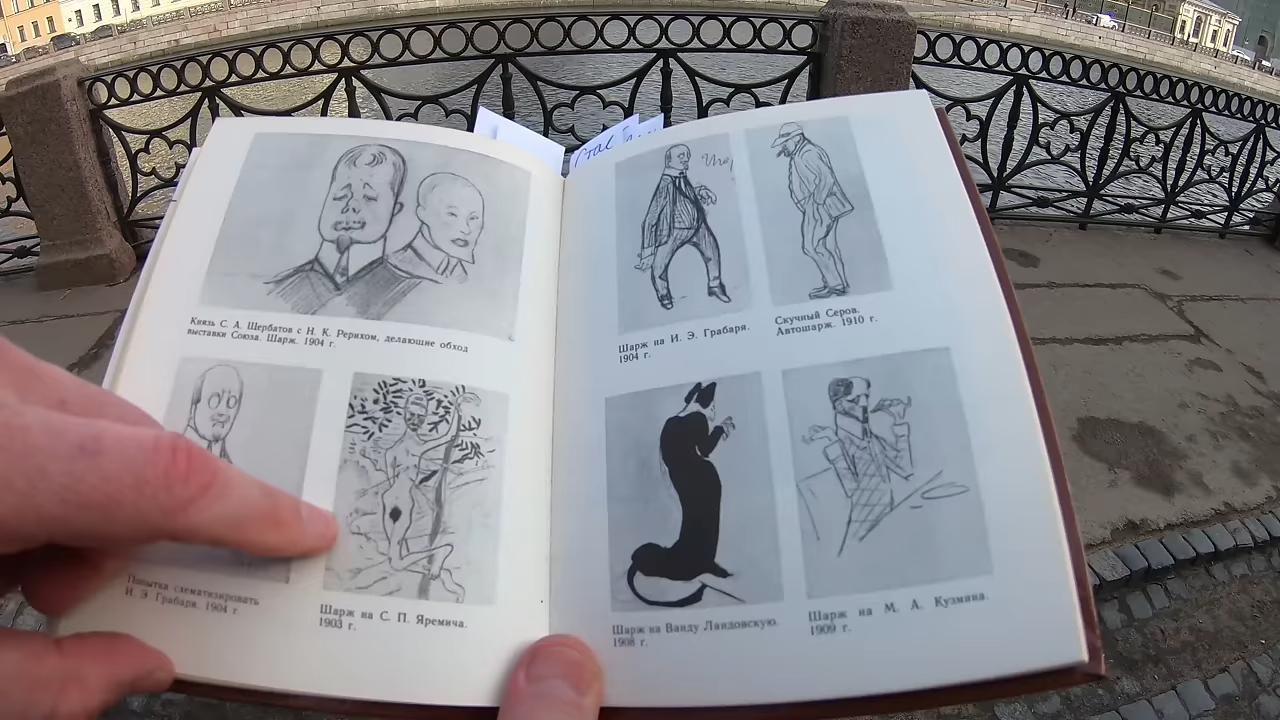 Князь С. А. Щербатов с Н. К. Рерихом, делающие обход
выставки Союза. Шарж. 1904 г.
Попытка схематизировать
И. Э. Грабаря. 1904 г.
Шарж на С. П. Яремича.
1903 г.
Шарж на И. Э. Грабаря.
1904 г.
Скучный Серов.
Автошарж. 1910 г.
Шарж на Ванду Ландовскую.
1908 г.
Шарж на М. А. Кузмина.
1909 г.